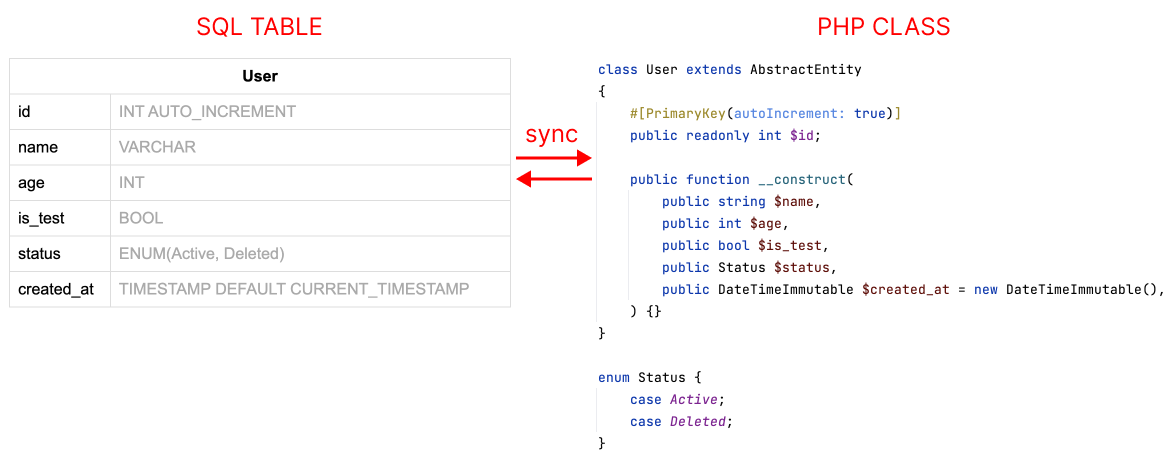 SQL TABLE
User
id INT AUTO_INCREMENT
name VARCHAR
age INT
is_test BOOL
status ENUM(Active, Deleted)
created_at TIMESTAMP DEFAULT CURRENT_TIMESTAMP
sync
PHP CLASS
class User extends AbstractEntity
{
#[PrimaryKey(autoIncrement: true)]
public readonly int $id;
public function __construct(
public string $name,
public int $age,
public bool $is_test,
public Status $status,
public DateTimeImmutable $created_at = new DateTimeImmutable(),
) {}
}
enum Status {
case Active;
case Deleted;
}